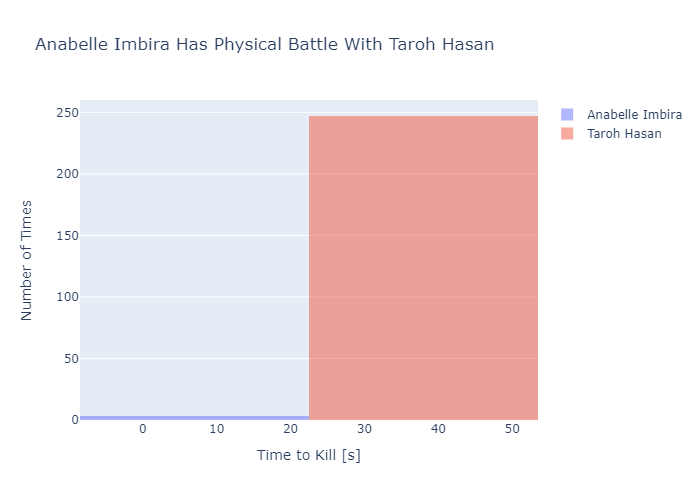 Anabelle Imbira Has Physical Battle With Taroh Hasan
Anabelle Imbira
Taroh Hasan
250
200
150
100
50
0
Number of Times
0 10 20 30 40 50
Time to Kill [s]